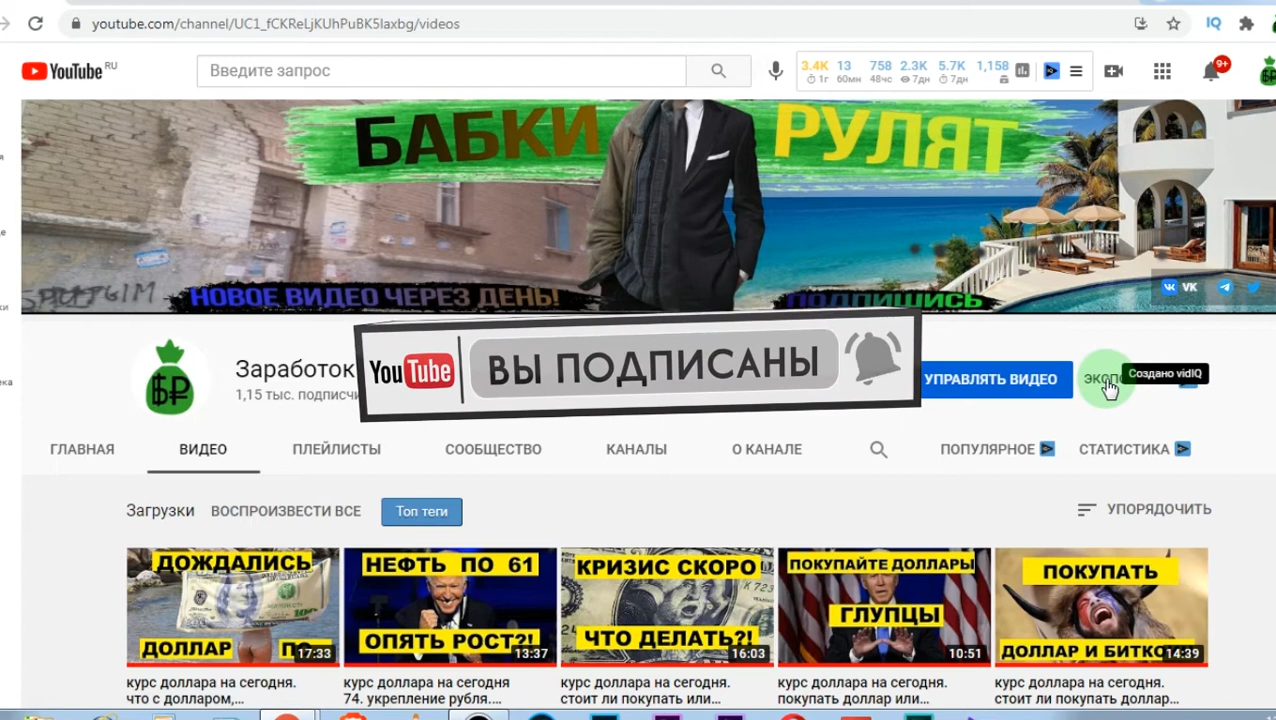 youtube.com/channel/UC1_fCKReLjKUhPuBK5Iaxbg/videos
IQ
YouTube RU
Введите запрос
3.4K 13 758 2.3K 5.7K 1,158
1г 60мн 48чс 7дн 7дн
9+
БАБКИ РУЛЯТ
НОВОЕ ВИДЕО ЧЕРЕЗ ДЕНЬ!
ПОДПИШИСЬ
VK
YouTube ВЫ ПОДПИСАНЫ
Заработок
1,15 тыс.
УПРАВЛЯТЬ ВИДЕО
Создано vidIQ
ГЛАВНАЯ ВИДЕО ПЛЕЙЛИСТЫ СООБЩЕСТВО КАНАЛЫ О КАНАЛЕ ПОПУЛЯРНОЕ СТАТИСТИКА
Загрузки ВОСПРОИЗВЕСТИ ВСЕ Топ теги УПОРЯДОЧИТЬ
ДОЖДАЛИСЬ
ДОЛЛАР
17:33
НЕФТЬ ПО 61
ОПЯТЬ РОСТ?!
13:37
КРИЗИС СКОРО
ЧТО ДЕЛАТЬ?!
16:03
ПОКУПАЙТЕ ДОЛЛАРЫ
ГЛУПЦЫ
10:51
ПОКУПАТЬ
ДОЛЛАР И
14:39
курс доллара на сегодня.
что с долларом,...
курс доллара на сегодня
74. укрепление рубля....
курс доллара на сегодня.
стоит ли покупать или...
курс доллара на сегодня.
покупать доллар или...
курс доллара на сегодня.
стоит ли покупать доллар...